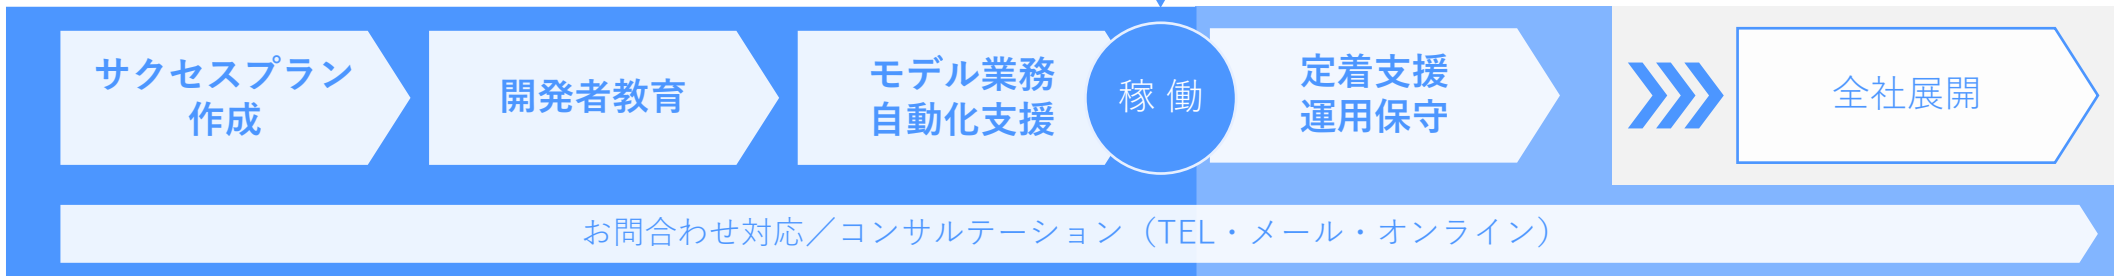 サクセスプラン
作成
開発者教育
モデル業務
自動化支援
稼働
定着支援
運用保守
全社展開
お問合わせ対応／コンサルテーション（TEL・メール・オンライン）